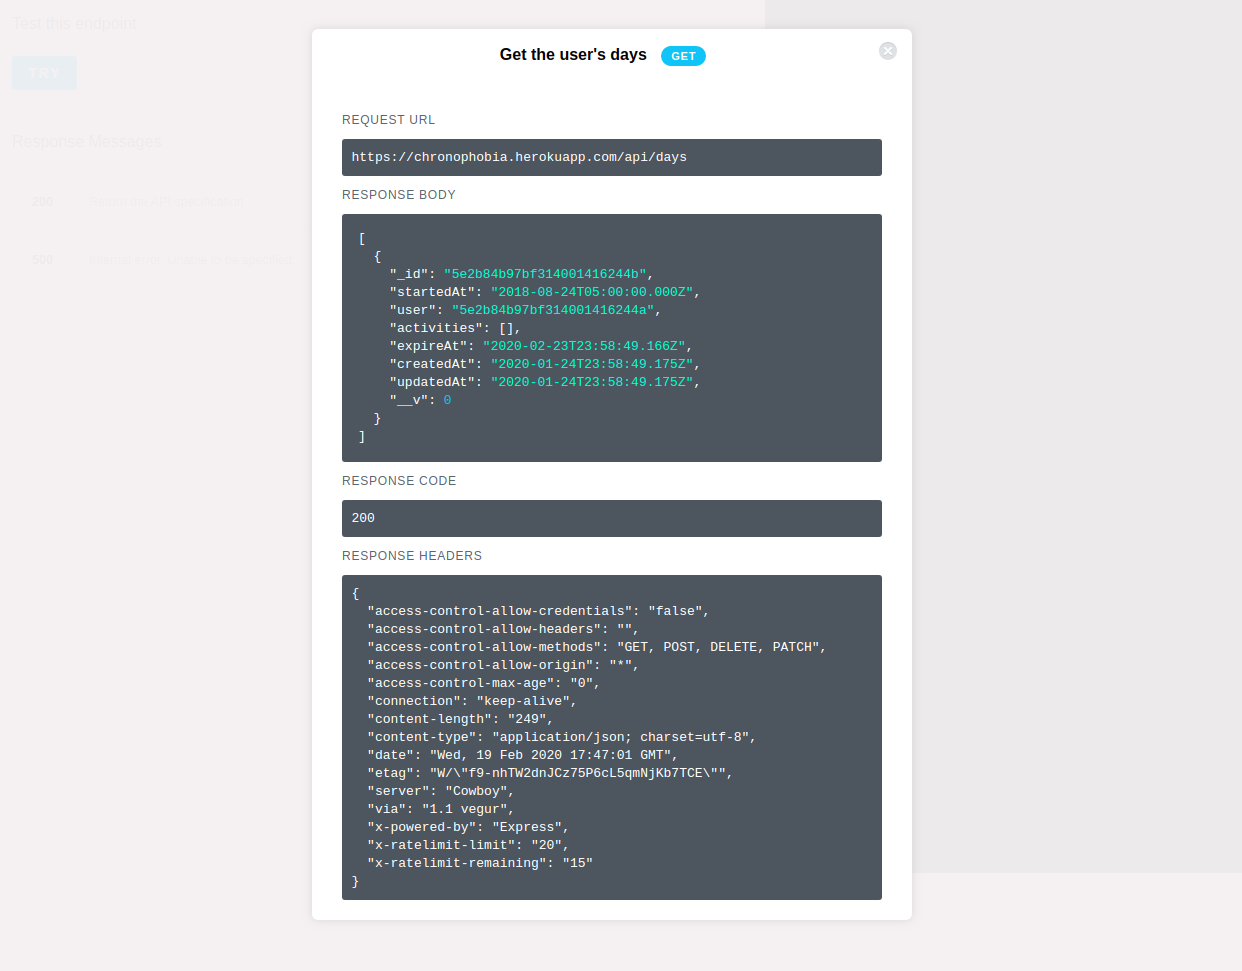 Test this endpoint
TRY
Response Messages
200
500
Get the user's days GET
REQUEST URL
https://chronophobia.herokuapp.com/api/days
RESPONSE BODY
[
{
"_id": "5e2b84b97bf314001416244b",
"startedAt": "2018-08-24T05:00:00.000Z",
"user": "5e2b84b97bf314001416244a",
"activities": [],
"expireAt": "2020-02-23T23:58:49.166Z",
"createdAt": "2020-01-24T23:58:49.175Z",
"updatedAt": "2020-01-24T23:58:49.175Z",
"__v": 0
}
]
RESPONSE CODE
200
RESPONSE HEADERS
{
"access-control-allow-credentials": "false",
"access-control-allow-headers": "",
"access-control-allow-methods": "GET, POST, DELETE, PATCH",
"access-control-allow-origin": "*",
"access-control-max-age": "0",
"connection": "keep-alive",
"content-length": "249",
"content-type": "application/json; charset=utf-8",
"date": "Wed, 19 Feb 2020 17:47:01 GMT",
"etag": "W/\"f9-nhTW2dnJCz75P6cL5qmNjKb7TCE\"",
"server": "Cowboy",
"via": "1.1 vegur",
"x-powered-by": "Express",
"x-ratelimit-limit": "20",
"x-ratelimit-remaining": "15"
}